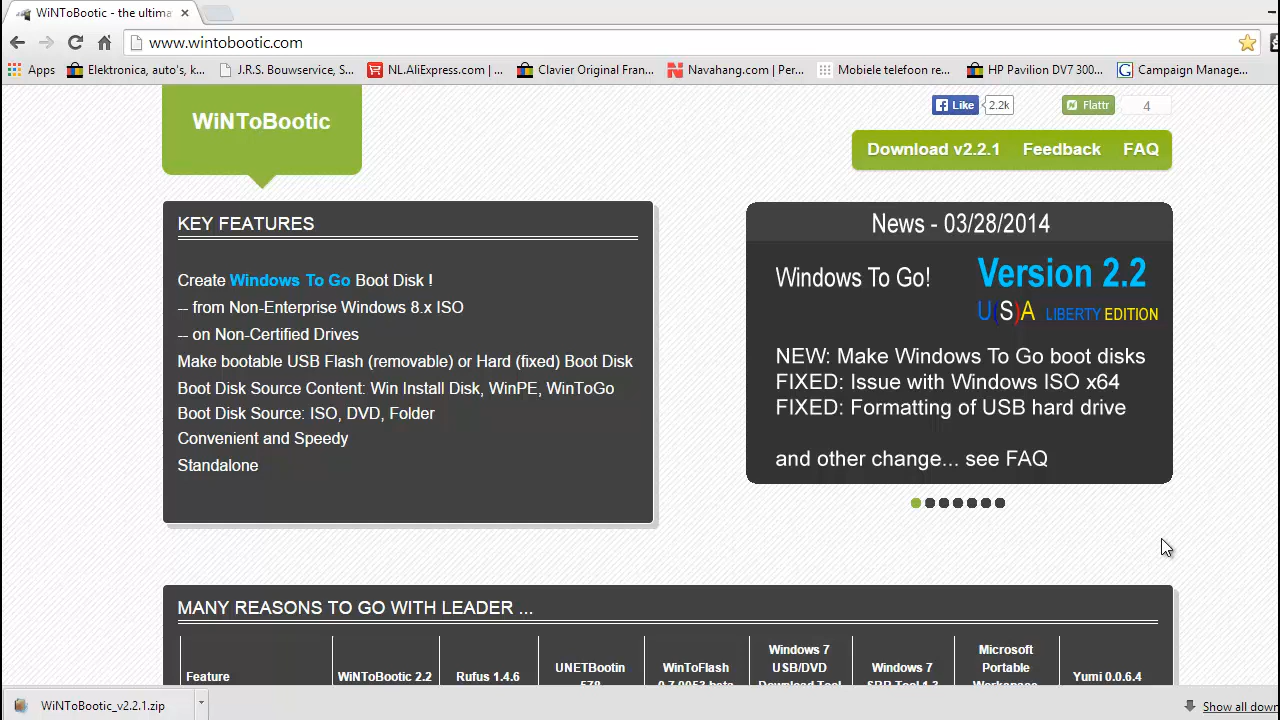 WiNToBootic - the ultima
www.wintobootic.com
Apps
Elektronica, auto's, k...
J.R.S. Bouwservice, S...
NL.AliExpress.com | ...
Clavier Original Fran...
Nanshang.com | Per...
Mobiele telefoon re...
HP Pavilion DV7 300...
Campaign Manage...
WiNToBootic
Like
2.2k
Flattr
4
Download v2.2.1
Feedback
FAQ
KEY FEATURES
Create Windows To Go Boot Disk !
-- from Non-Enterprise Windows 8.x ISO
-- on Non-Certified Drives
Make bootable USB Flash (removable) or Hard (fixed) Boot Disk
Boot Disk Source Content: Win Install Disk, WinPE, WinToGo
Boot Disk Source: ISO, DVD, Folder
Convenient and Speedy
Standalone
News - 03/28/2014
Windows To Go!
Version 2.2
U(S)A LIBERTY EDITION
NEW: Make Windows To Go boot disks
FIXED: Issue with Windows ISO x64
FIXED: Formatting of USB hard drive
and other change... see FAQ
MANY REASONS TO GO WITH LEADER ...
Feature
WiNToBootic 2.2
Rufus 1.4.6
UNETBootin
WinToFlash
Windows 7
USB/DVD
Download Tool
Windows 7
Microsoft
Portable
Workspace
Yumi 0.0.6.4
WiNToBootic_v2.2.1.zip
Show all down